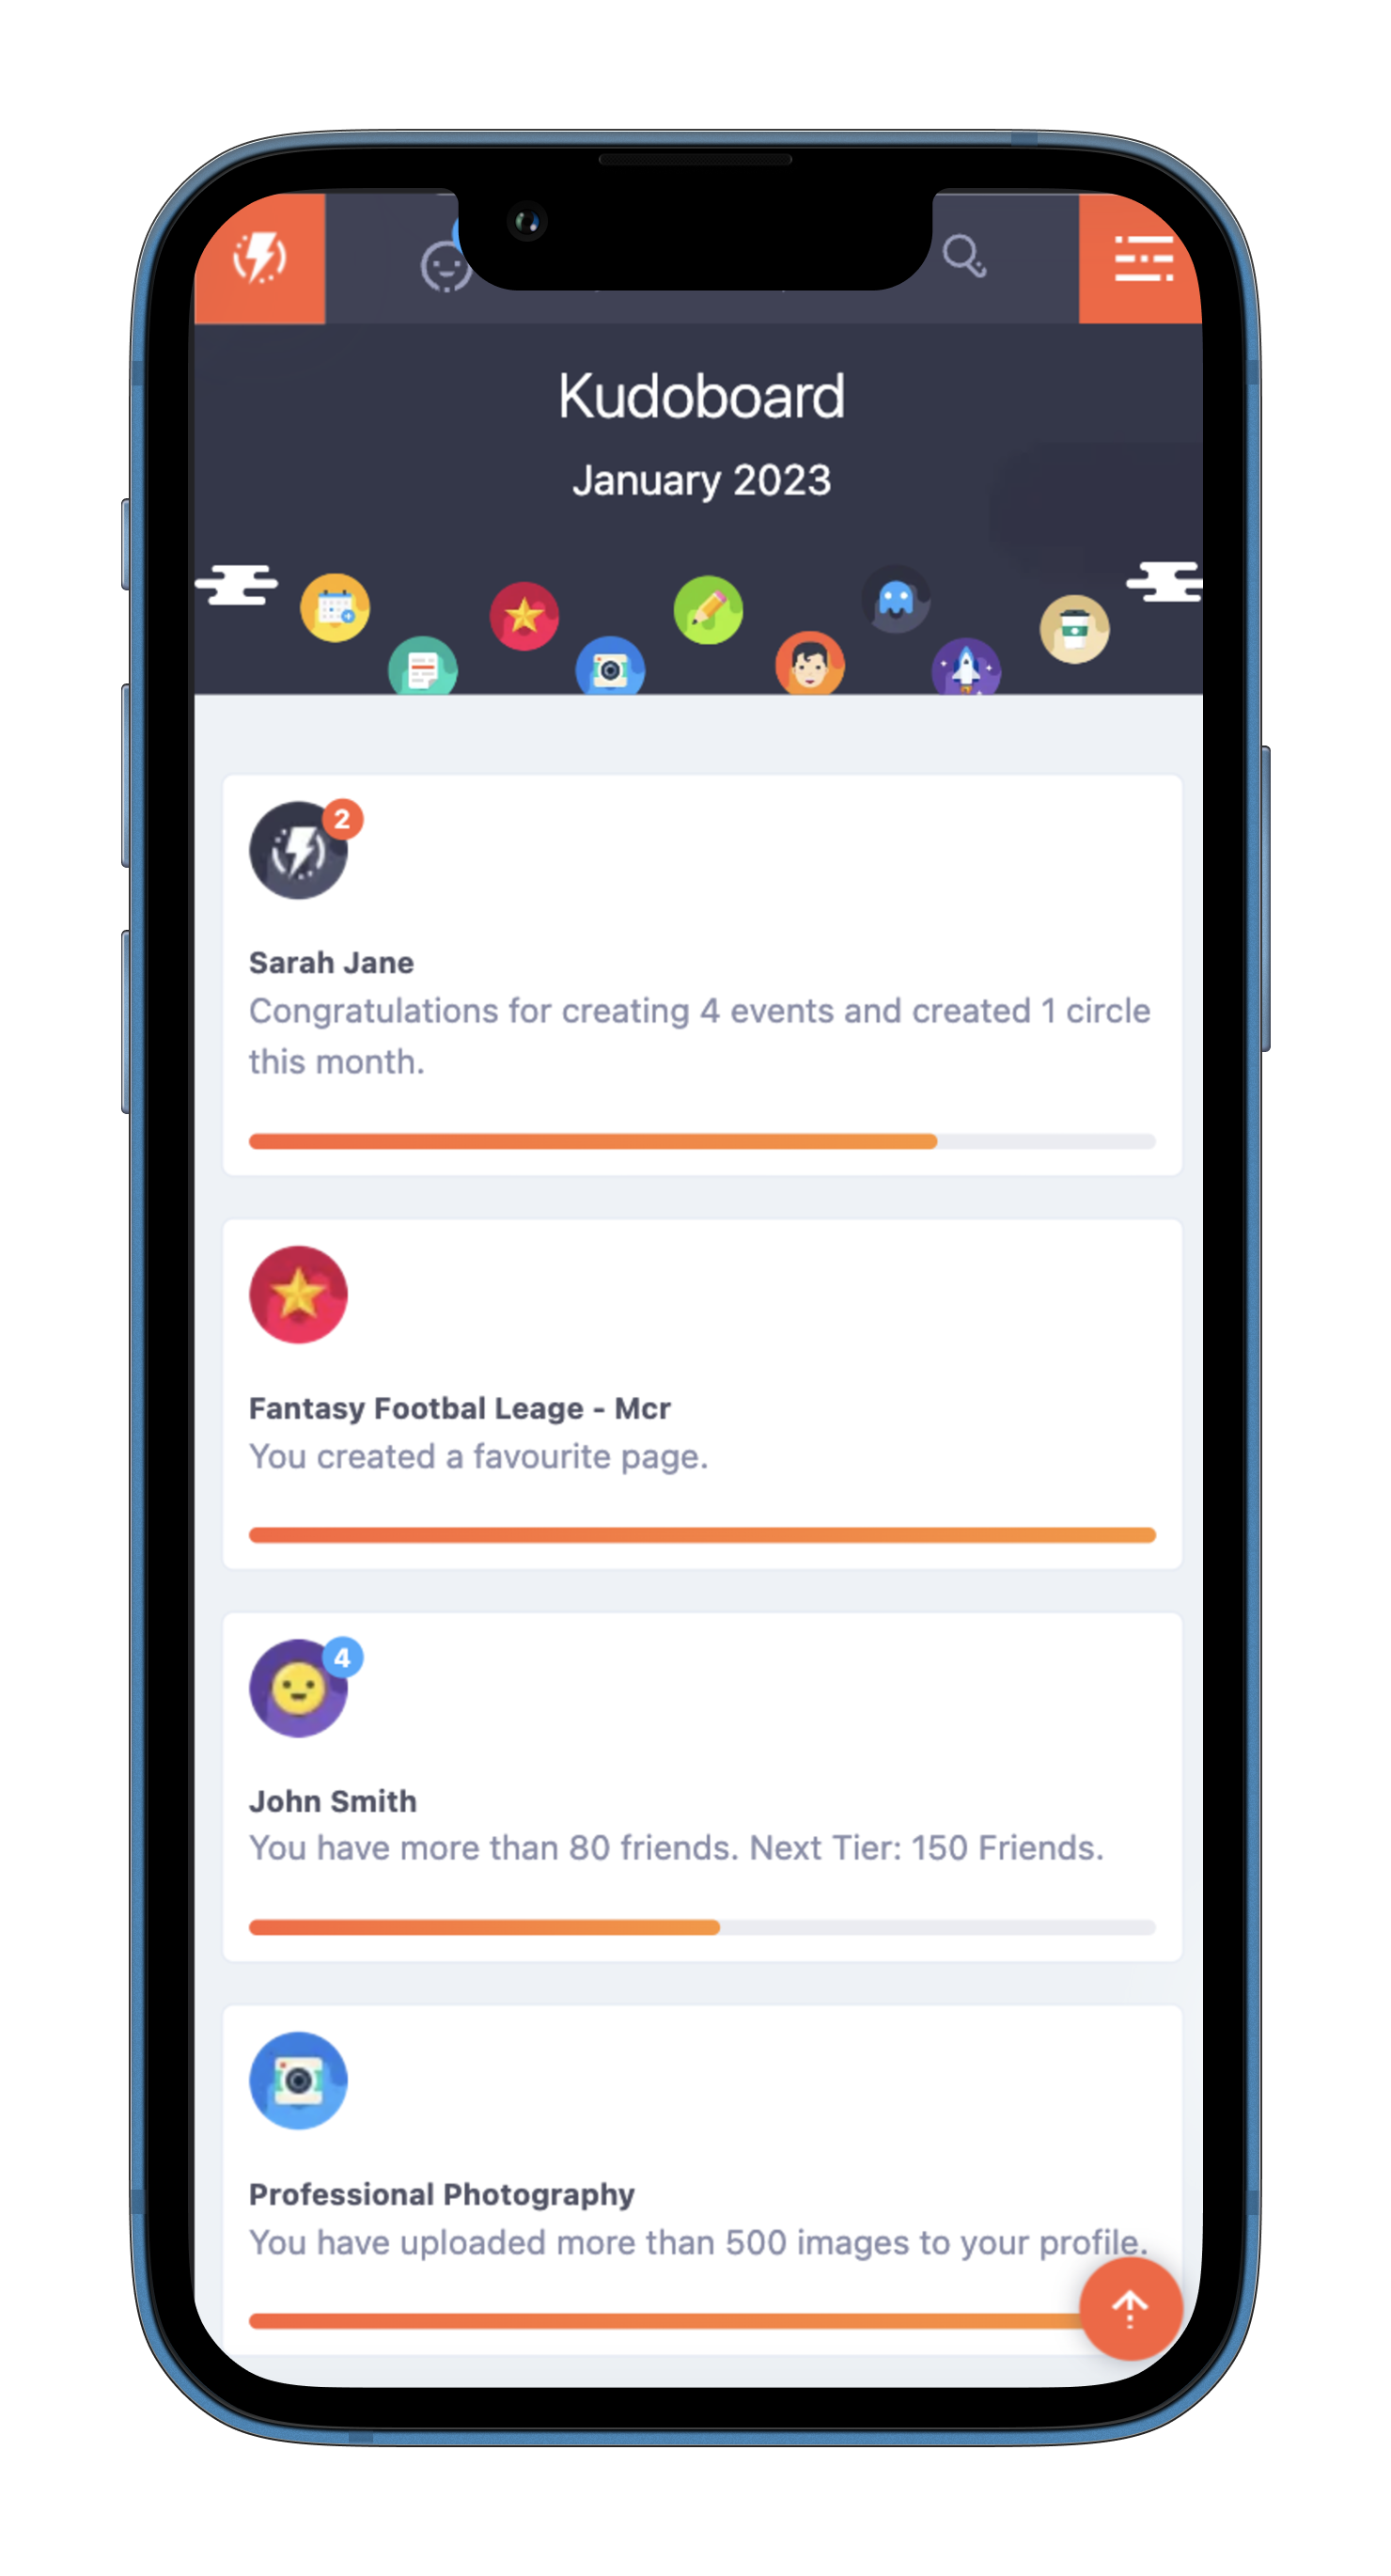 Kudoboard
January 2023
2
Sarah Jane
Congratulations for creating 4 events and created 1 circle
this month.
Fantasy Footbal Leage - Mcr
You created a favourite page.
4
John Smith
You have more than 80 friends. Next Tier: 150 Friends.
Professional Photography
You have uploaded more than 500 images to your profile.